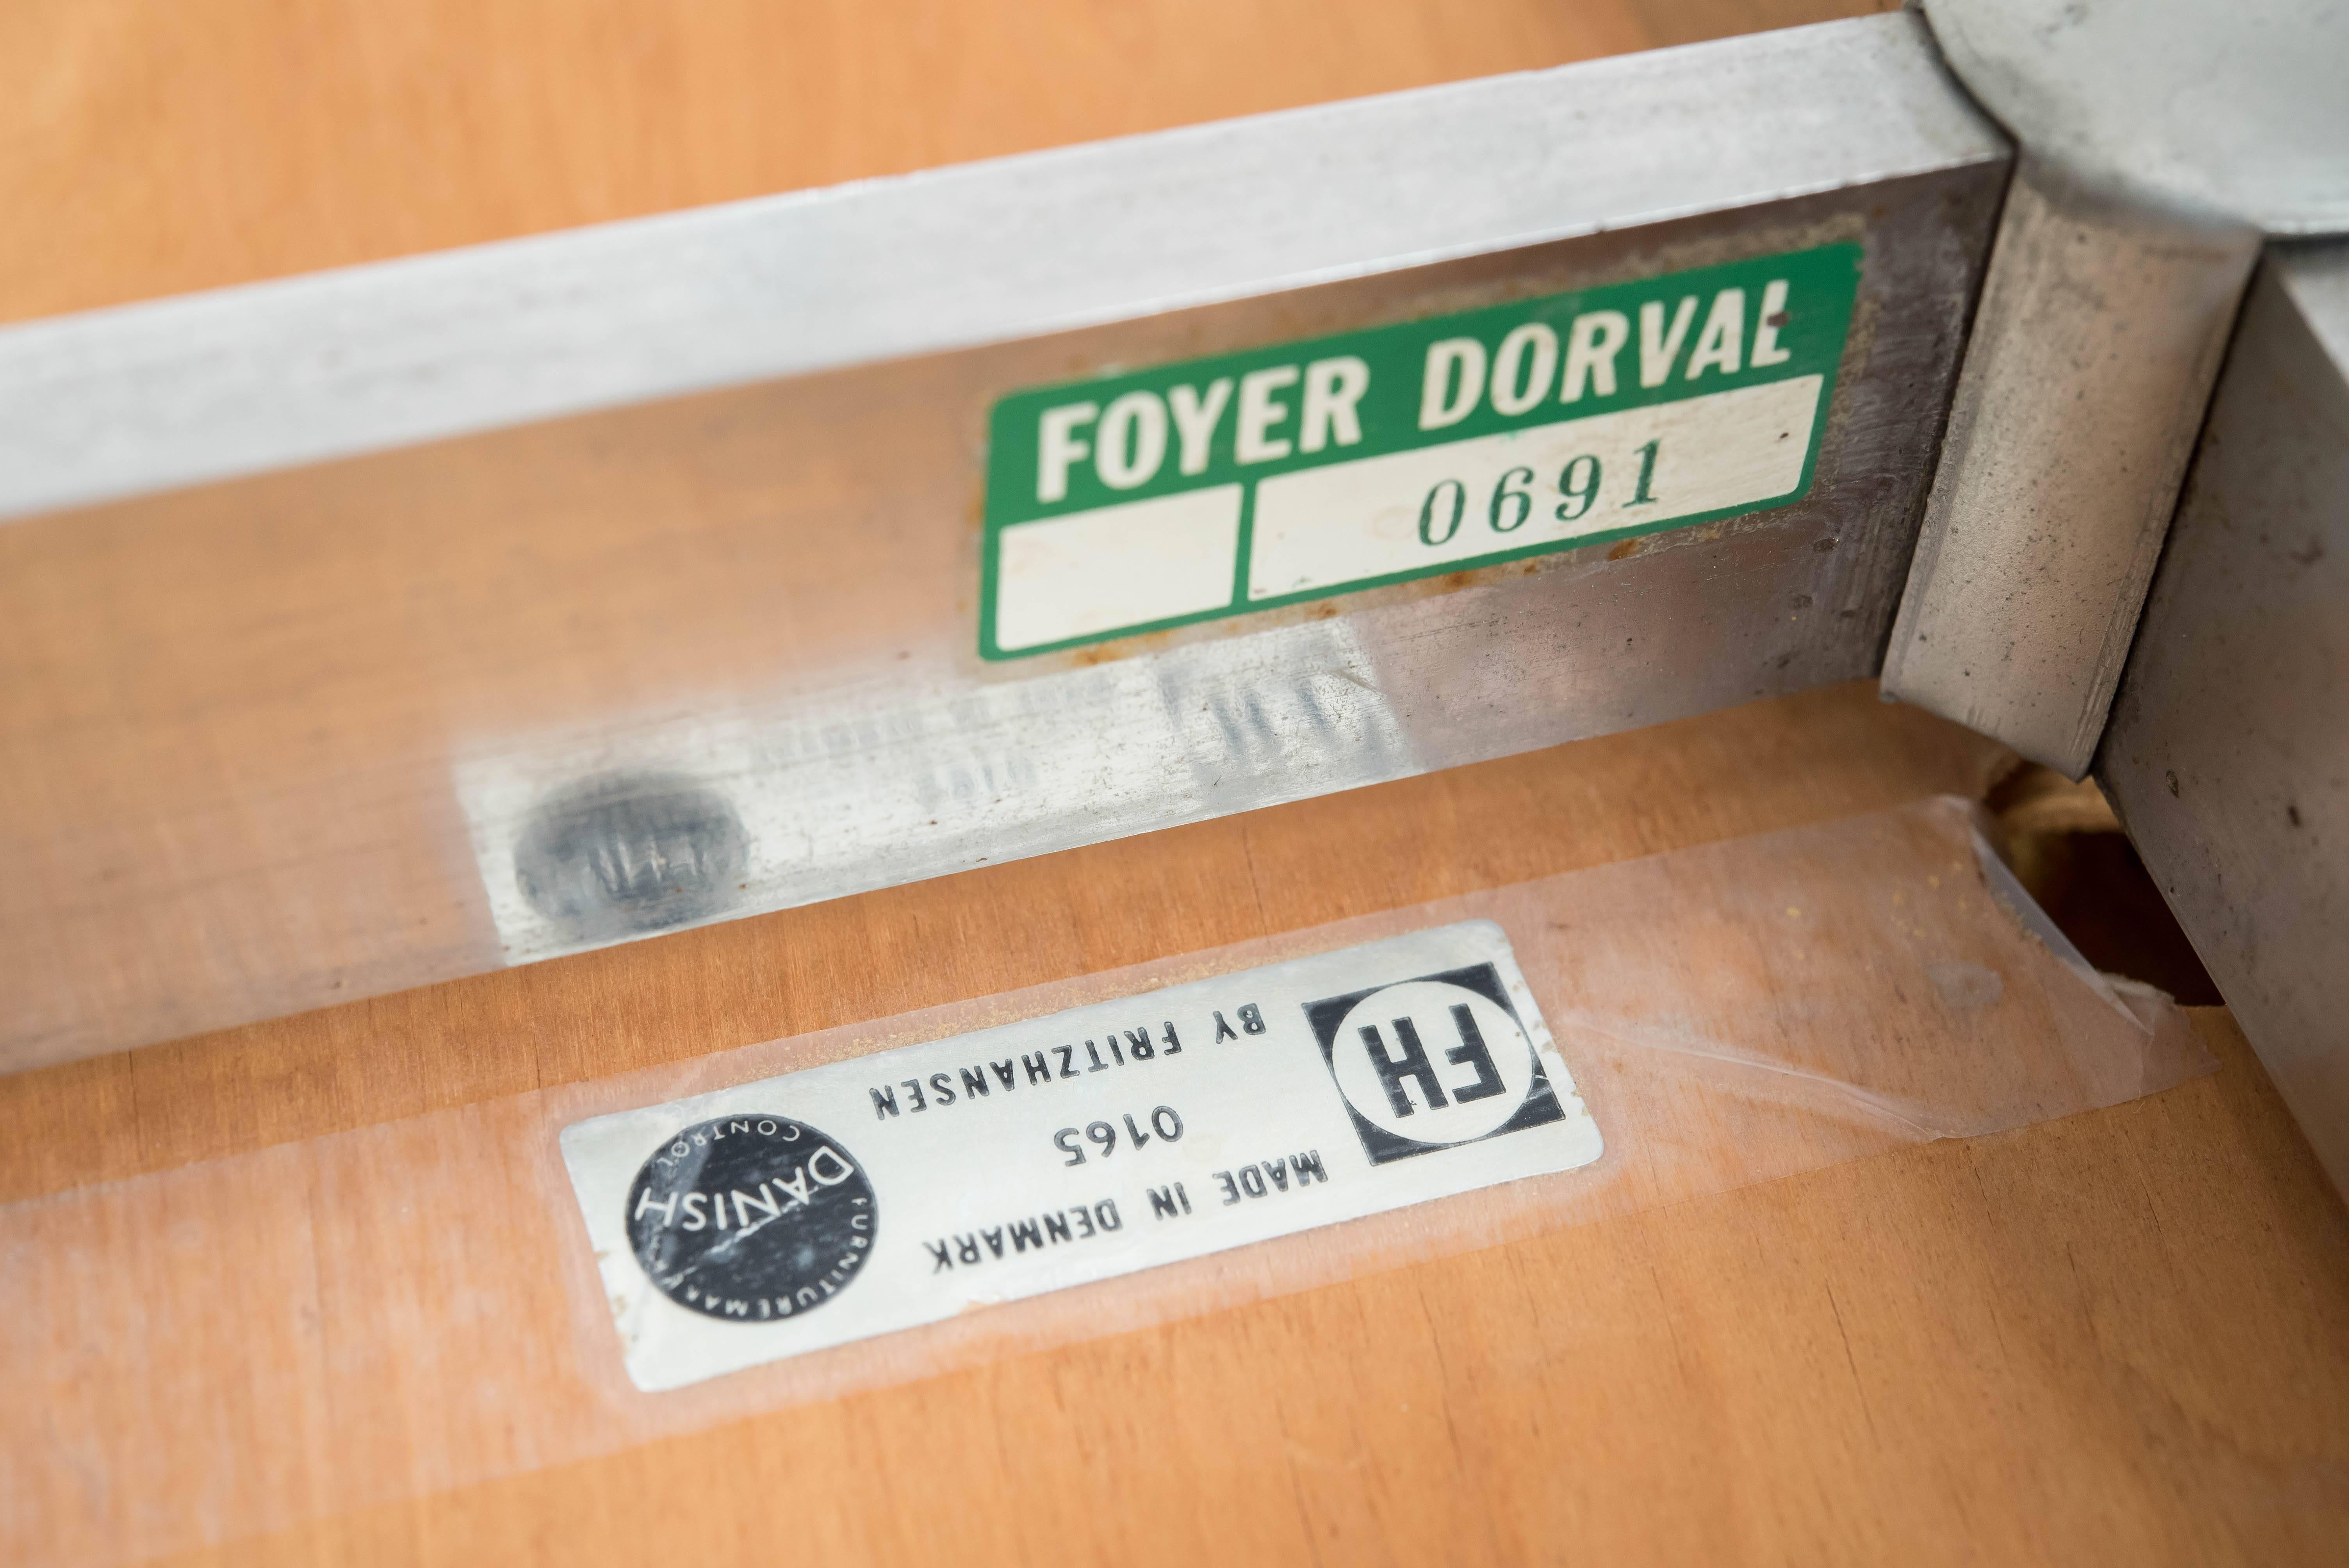 FOYER DORVAL
0691
FH
BY FRITZHANSEN
0165
MADE IN DENMARK
DANISH
CONTROL
FURNITUREMAKERS